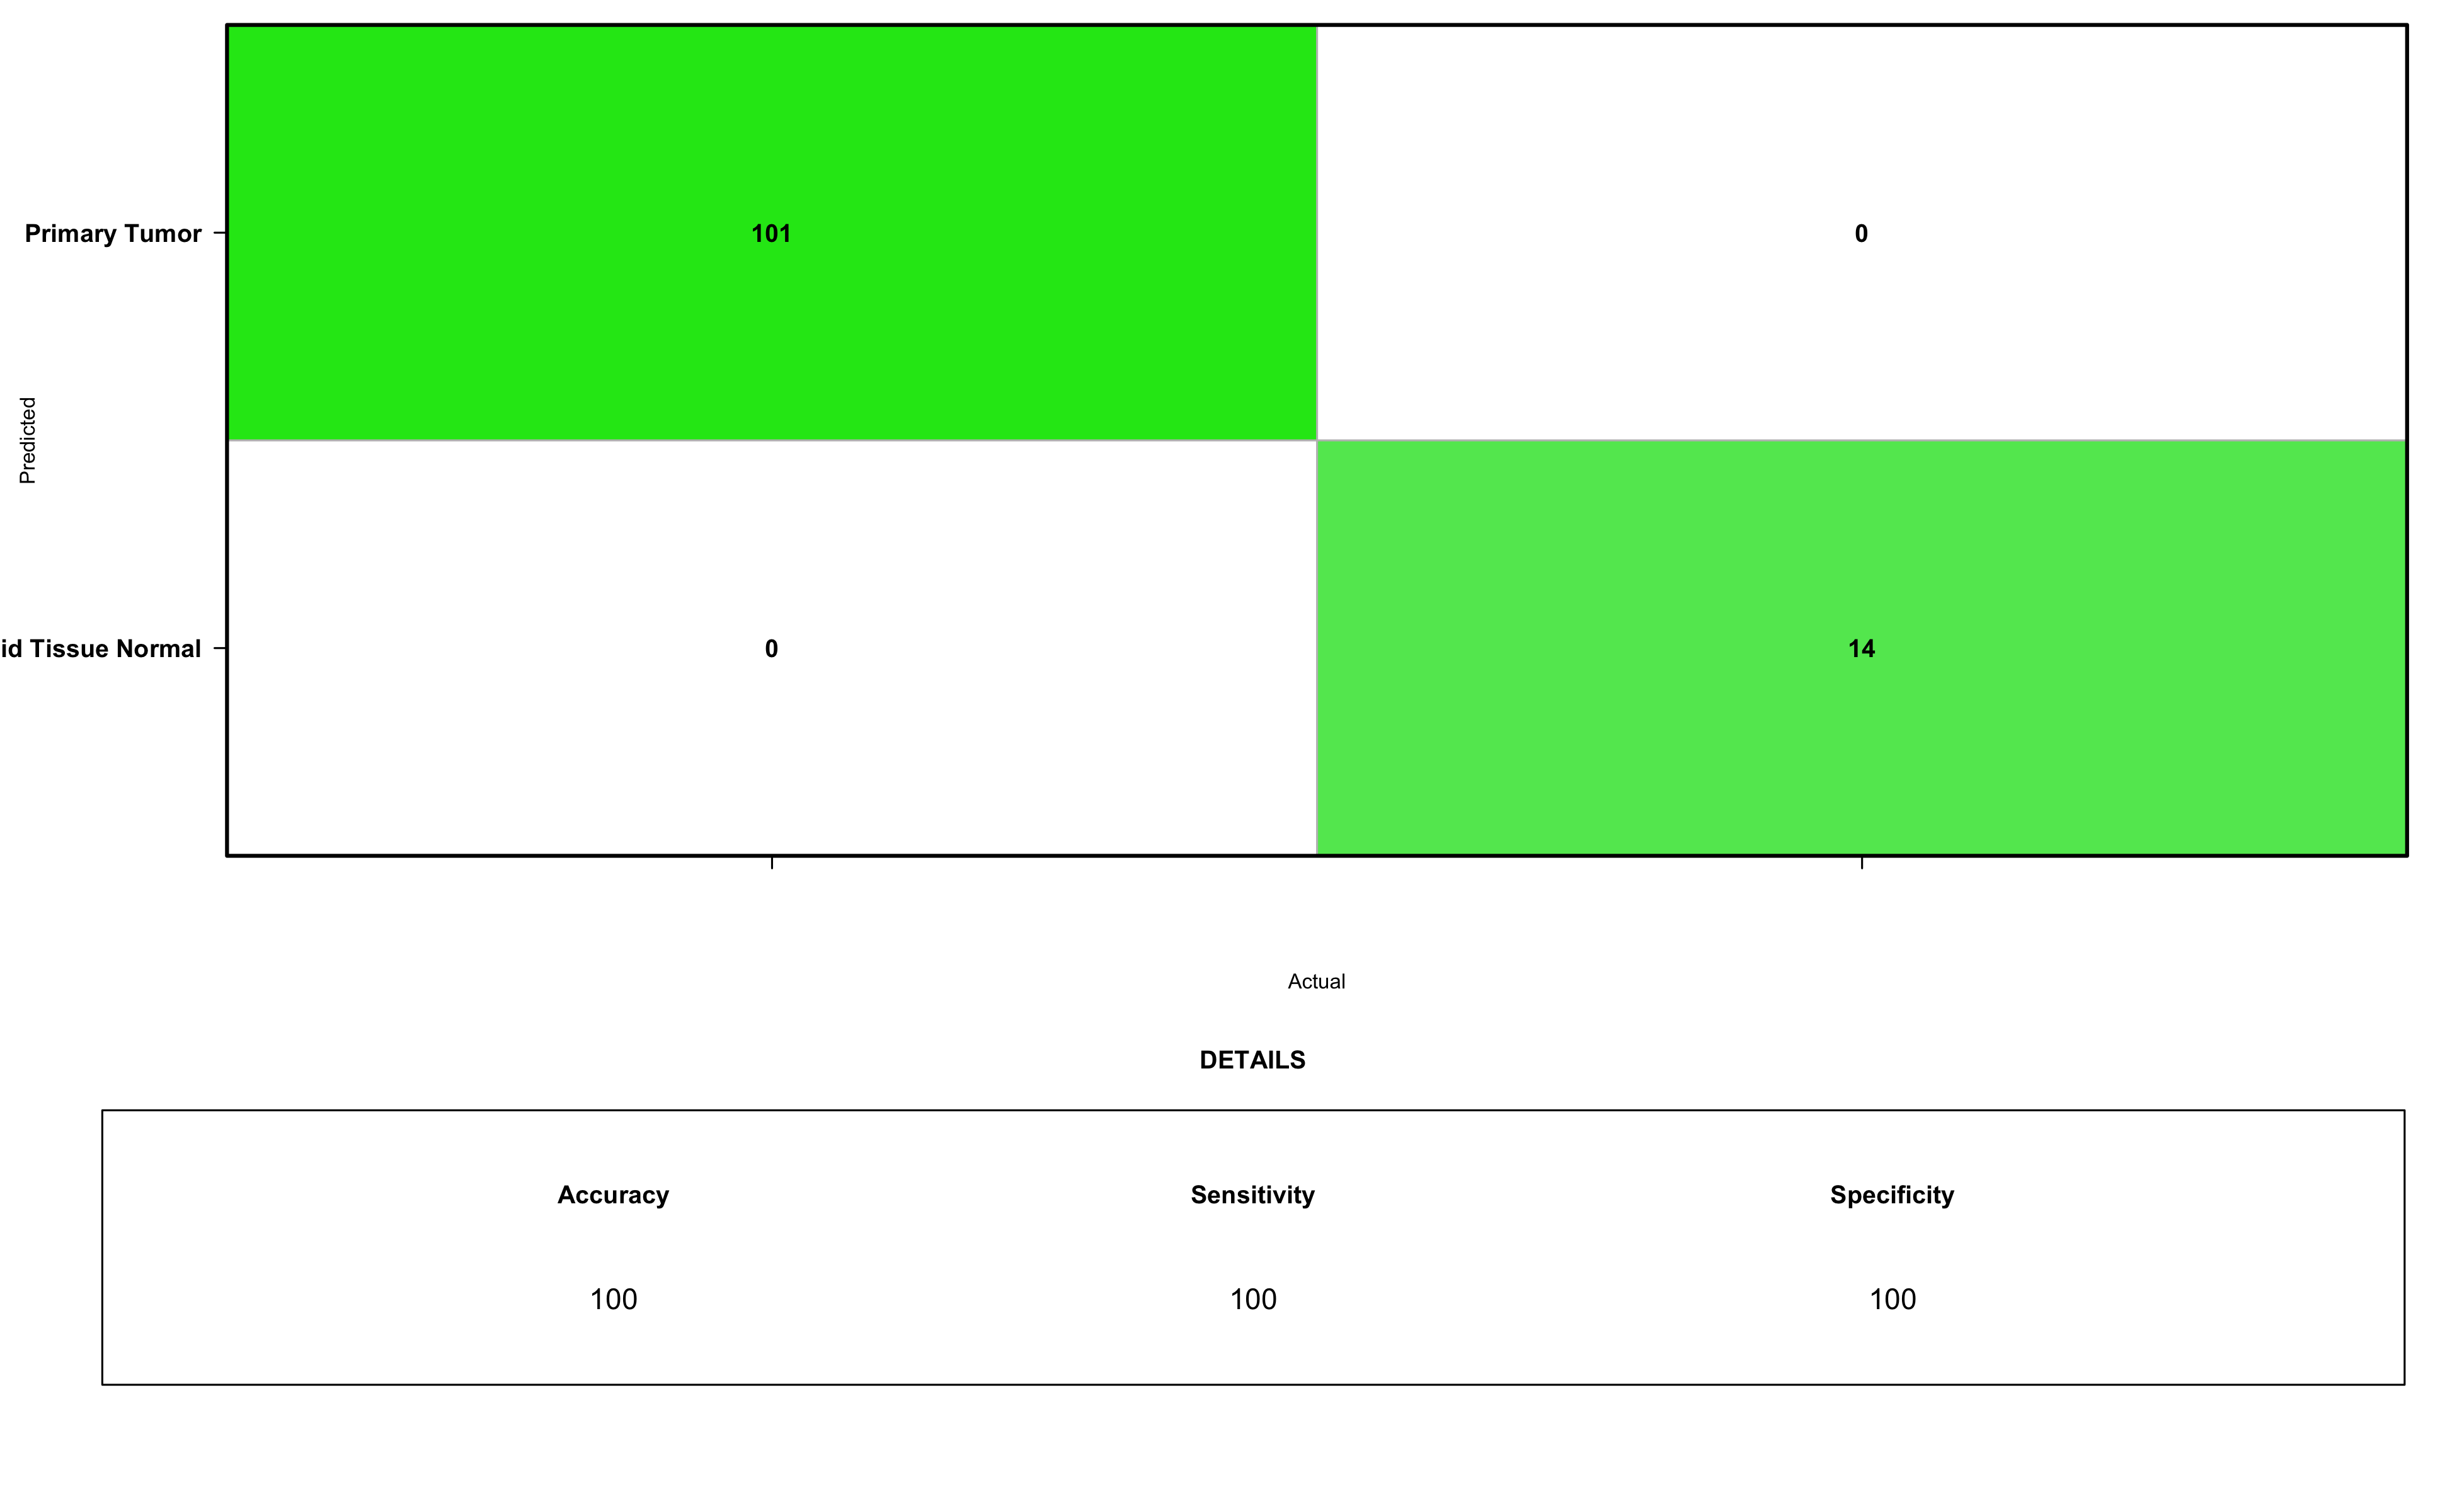 Primary Tumor
101
0
Predicted
id Tissue Normal
0
14
Actual
DETAILS
Accuracy Sensitivity Specificity
100 100 100